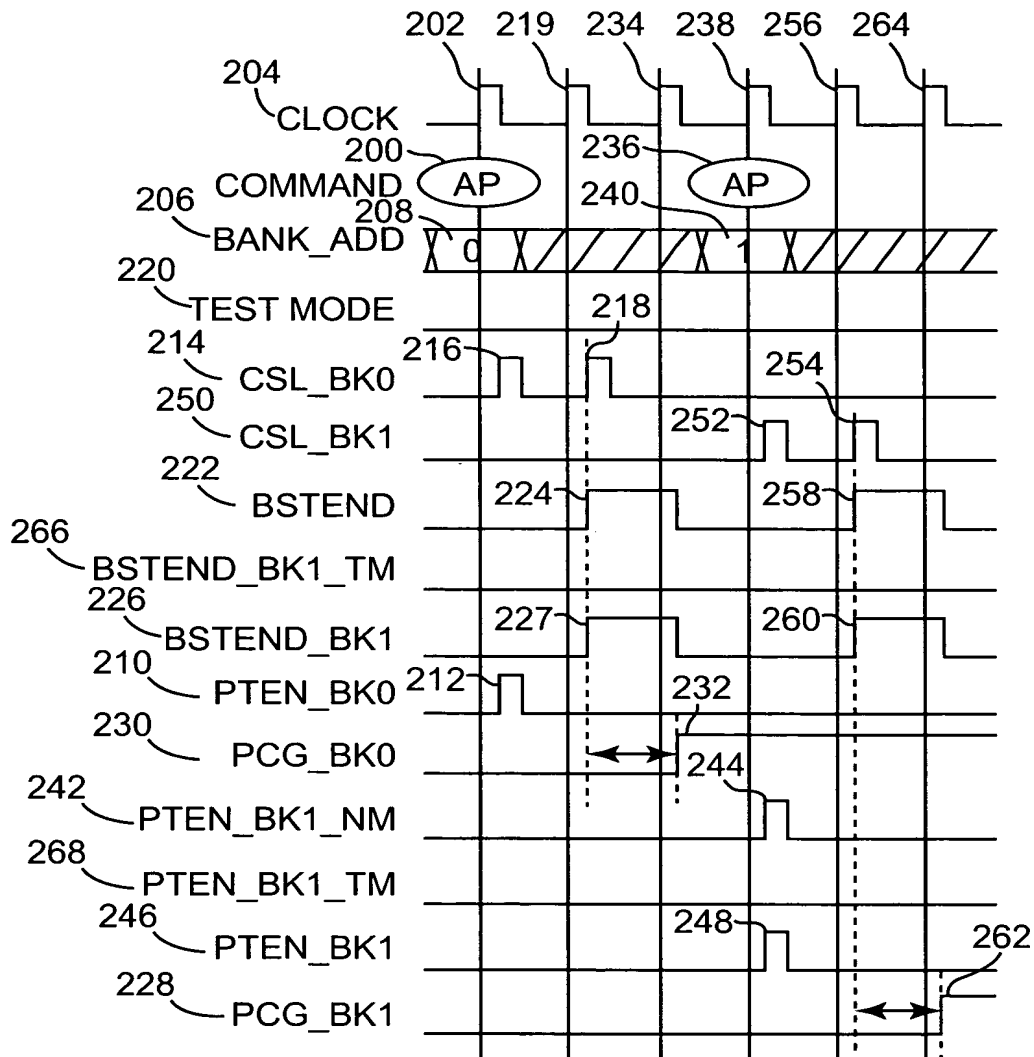 202 219 234 238 256 264
204
CLOCK
200 236
COMMAND AP AP
206 208 240
BANK_ADD 0 1
220
TEST MODE
214 216 218
CSL_BK0
250 252 254
CSL_BK1
222 224 258
BSTEND
266
BSTEND_BK1_TM
226 227 260
BSTEND_BK1
210 212
PTEN_BK0
230 232
PCG_BK0
242 244
PTEN_BK1_NM
268
PTEN_BK1_TM
246 248
PTEN_BK1
228 262
PCG_BK1